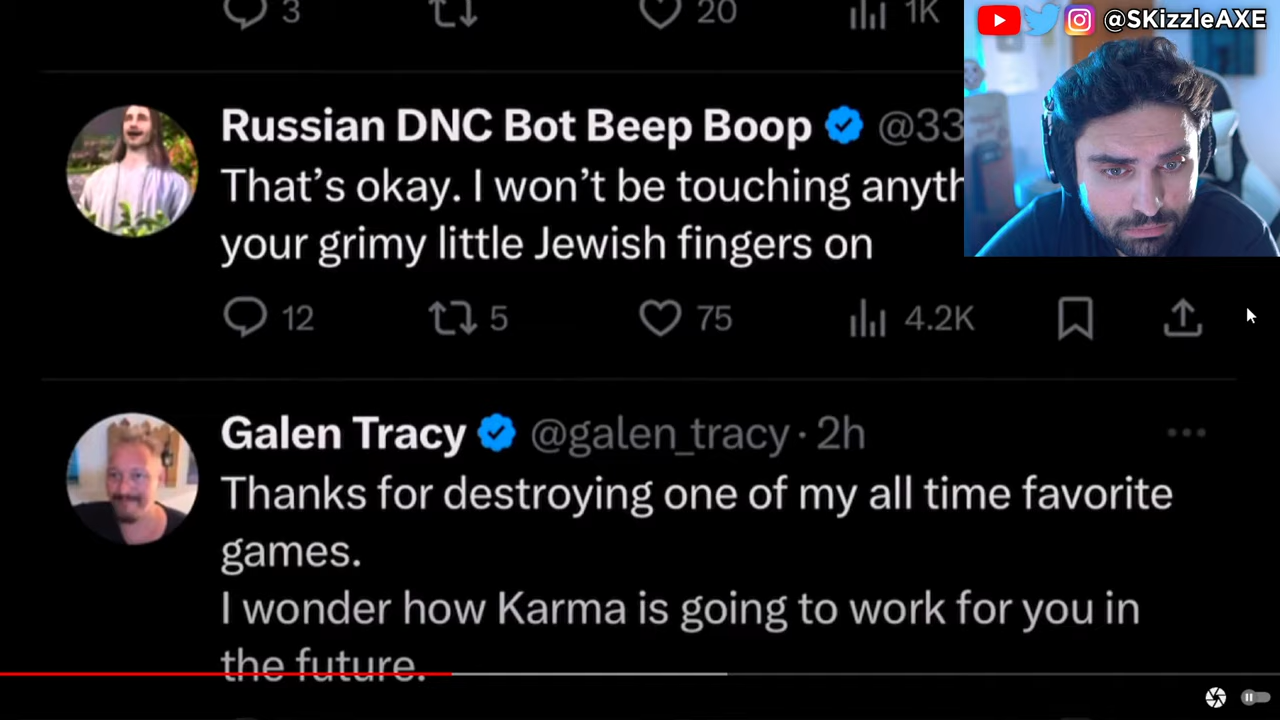 3 20 1K
@SKizzleAXE
Russian DNC Bot Beep Boop @33
That's okay. I won't be touching anyth
your grimy little Jewish fingers on
12 5 75 4.2K
Galen Tracy @galen_tracy · 2h
Thanks for destroying one of my all time favorite
games.
I wonder how Karma is going to work for you in
the future.